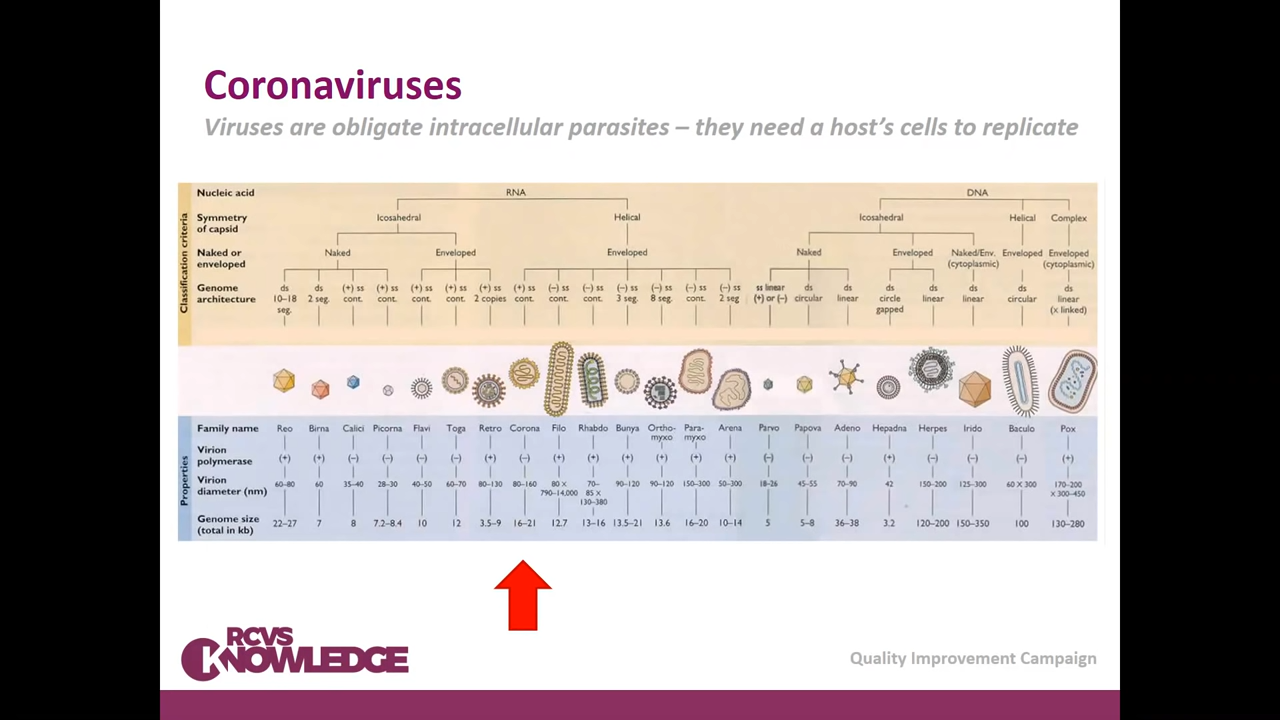 Coronaviruses
Viruses are obligate intracellular parasites – they need a host's cells to replicate
Classification criteria
Nucleic acid RNA DNA
Symmetry of capsid Icosahedral Helical Icosahedral Helical Complex
Naked or enveloped Naked Enveloped Enveloped Naked Enveloped Naked/Env. (cytoplasmic) Enveloped Enveloped (cytoplasmic)
Genome architecture ds 10–18 seg. ds 2 seg. (+) ss cont. (+) ss cont. (+) ss cont. (+) ss cont. (+) ss 2 copies (+) ss cont. (–) ss cont. (–) ss cont. (–) ss 3 seg. (–) ss 8 seg. (–) ss cont. (–) ss 2 seg ss linear (+) or (–) ds circular ds linear ds circle gapped ds linear ds linear ds circular ds linear (x linked)
Properties
Family name Reo Birna Calici Picorna Flavi Toga Retro Corona Filo Rhabdo Bunya Ortho-myxo Para-myxo Arena Parvo Papova Adeno Hepadna Herpes Irido Baculo Pox
Virion polymerase (+) (+) (–) (–) (–) (–) (+) (–) (+) (+) (+) (+) (+) (+) (–) (–) (–) (+) (–) (–) (–) (+)
Virion diameter (nm) 60–80 60 35–40 28–30 40–50 60–70 80–130 80–160 80 × 790–14,000 70–85 × 130–380 90–120 90–120 150–300 50–300 18–26 45–55 70–90 42 150–200 125–300 60 X 300 170–200 X 300–450
Genome size (total in kb) 22–27 7 8 7.2–8.4 10 12 3.5–9 16–21 12.7 13–16 13.5–21 13.6 16–20 10–14 5 5–8 36–38 3.2 120–200 150–350 100 130–280
RCVS
KNOWLEDGE
Quality Improvement Campaign